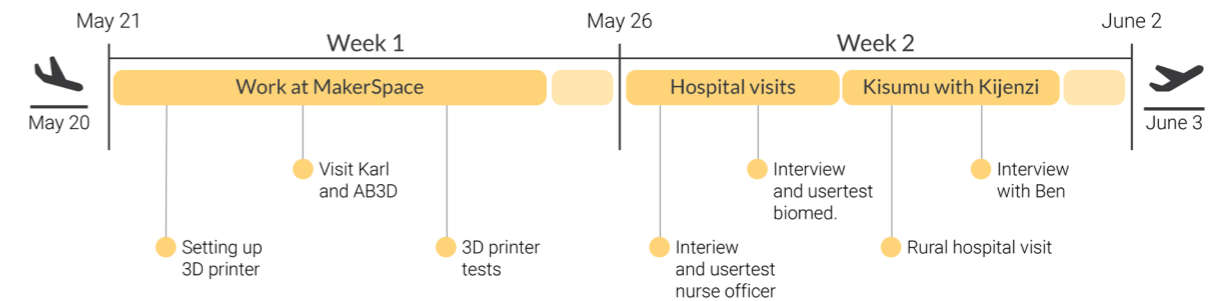 May 21
May 26
June 2
Week 1
Week 2
Work at MakerSpace
Hospital visits
Kisumu with Kijenzi
May 20
June 3
Visit Karl
and AB3D
Interview
and usertest
biomed.
Interview
with Ben
Setting up
3D printer
3D printer
tests
Interiew
and usertest
nurse officer
Rural hospital visit